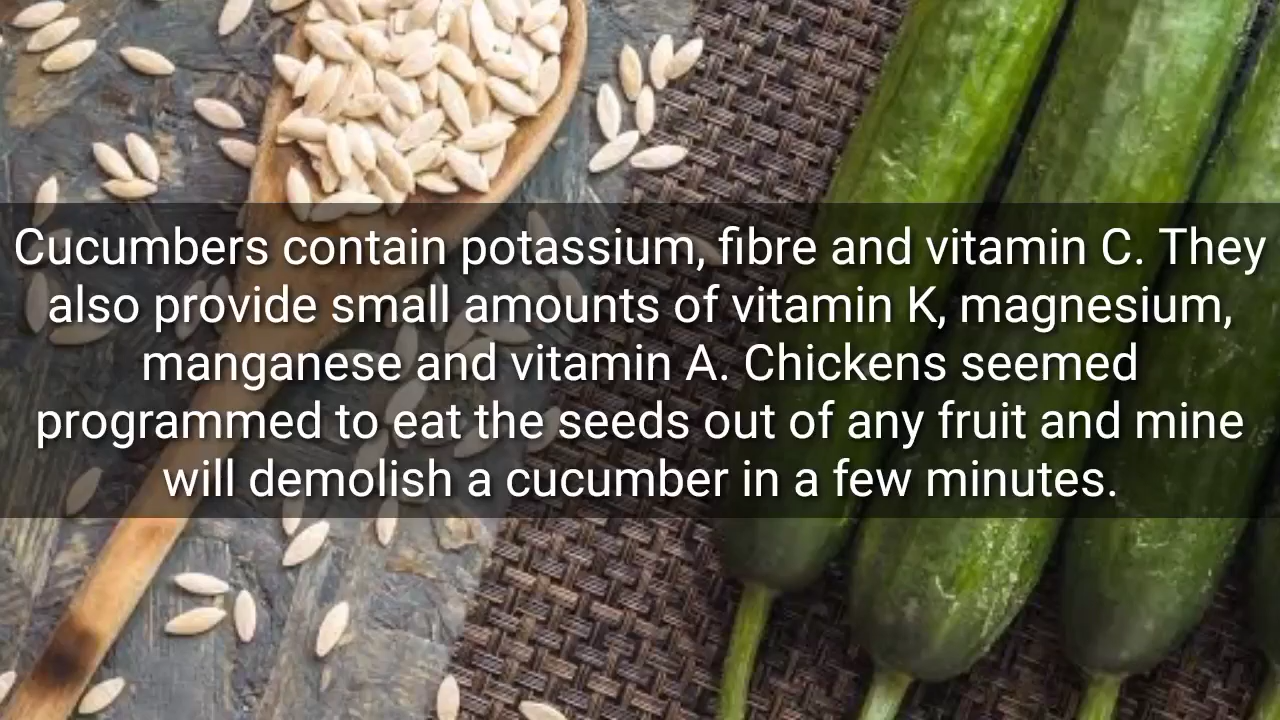 Cucumbers contain potassium, fibre and vitamin C. They
also provide small amounts of vitamin K, magnesium,
manganese and vitamin A. Chickens seemed
programmed to eat the seeds out of any fruit and mine
will demolish a cucumber in a few minutes.